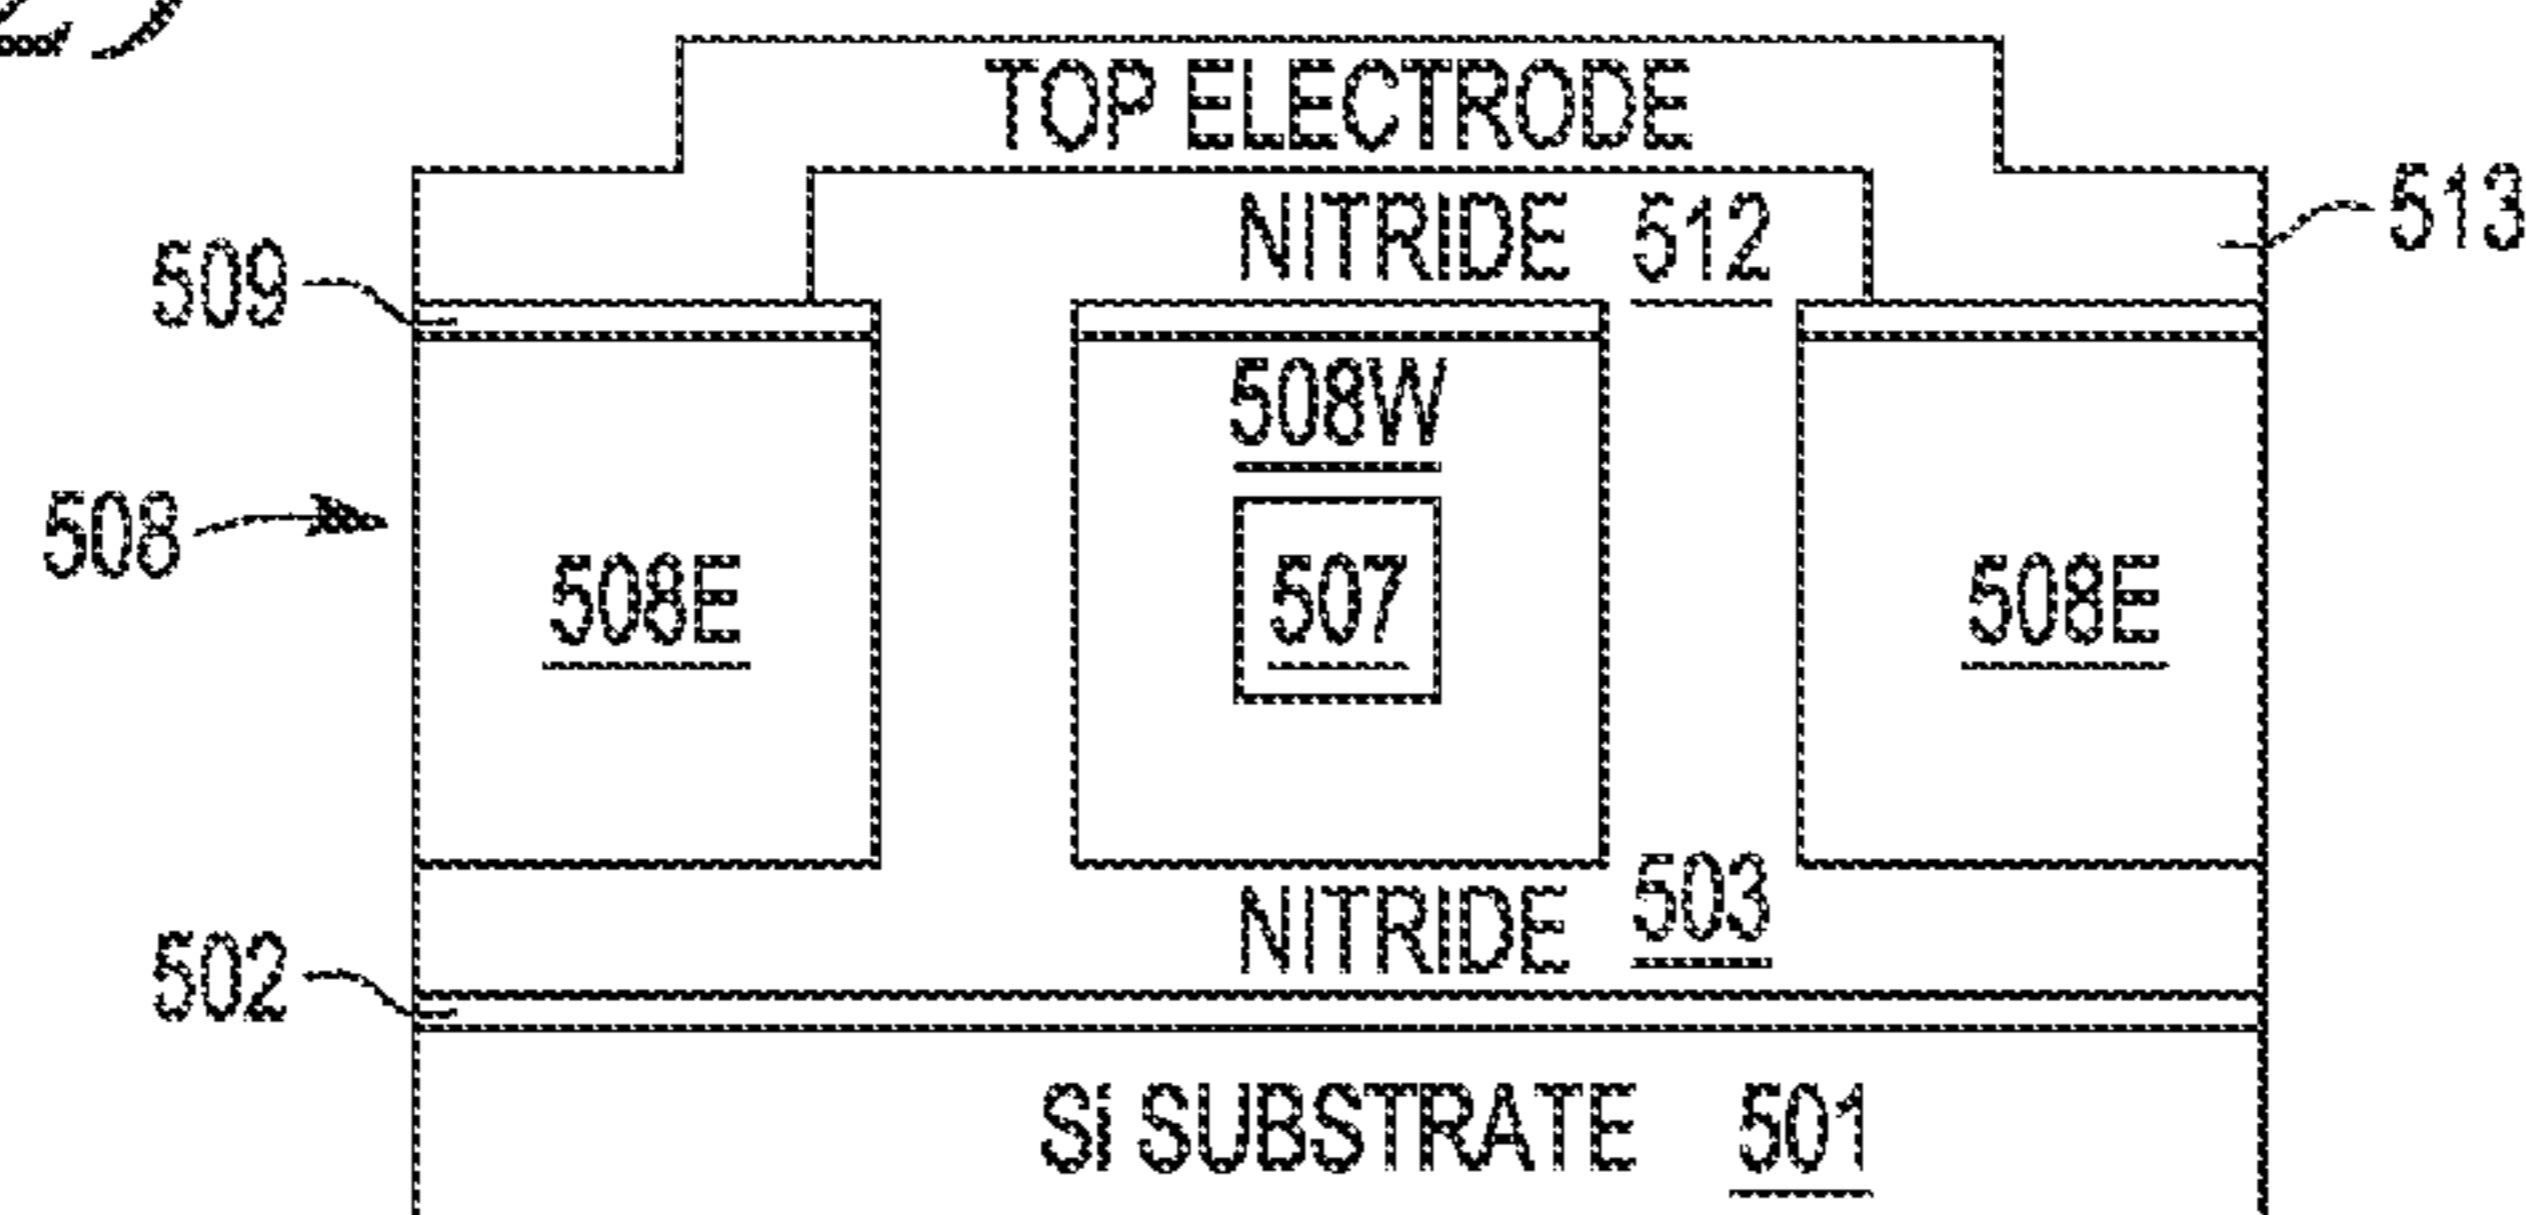 TOP ELECTRODE
NITRIDE 512
513
509
508W
508
508E
507
508E
NITRIDE 503
502
Si SUBSTRATE 501